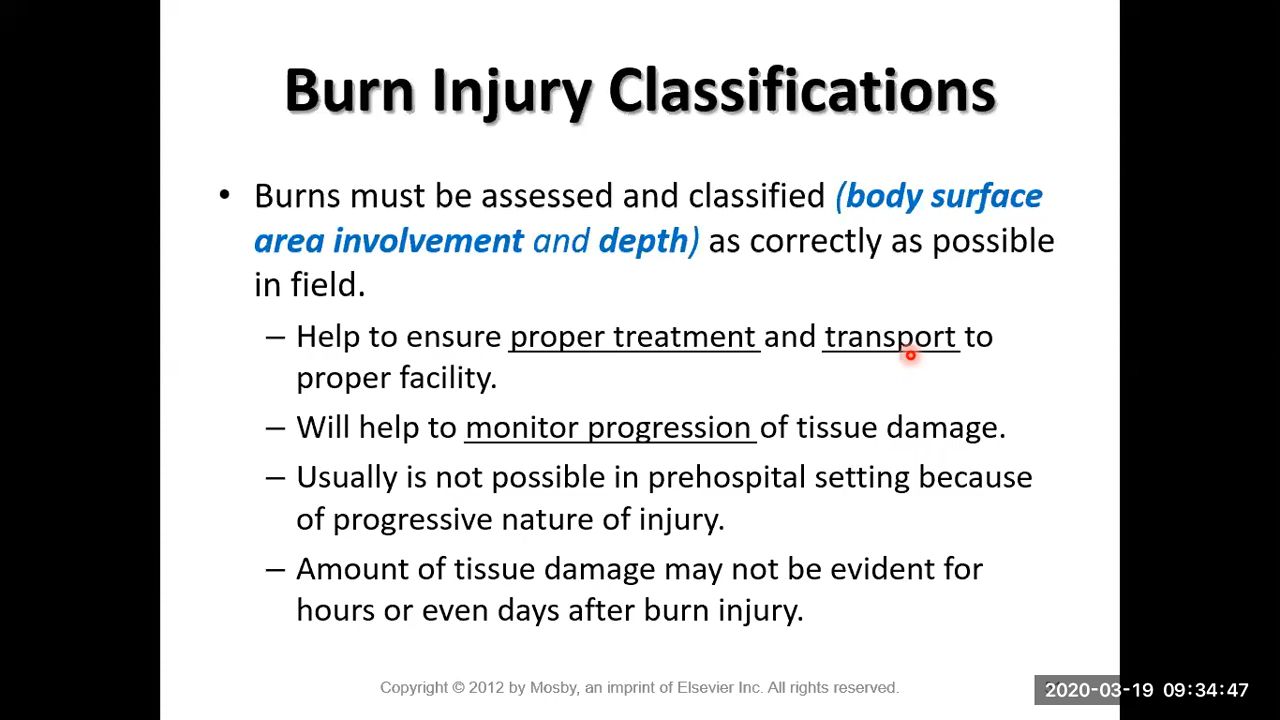 Burn Injury Classifications
• Burns must be assessed and classified (body surface
area involvement and depth) as correctly as possible
in field.
– Help to ensure proper treatment and transport to
proper facility.
– Will help to monitor progression of tissue damage.
– Usually is not possible in prehospital setting because
of progressive nature of injury.
– Amount of tissue damage may not be evident for
hours or even days after burn injury.
Copyright © 2012 by Mosby, an imprint of Elsevier Inc. All rights reserved.
2020-03-19 09:34:47